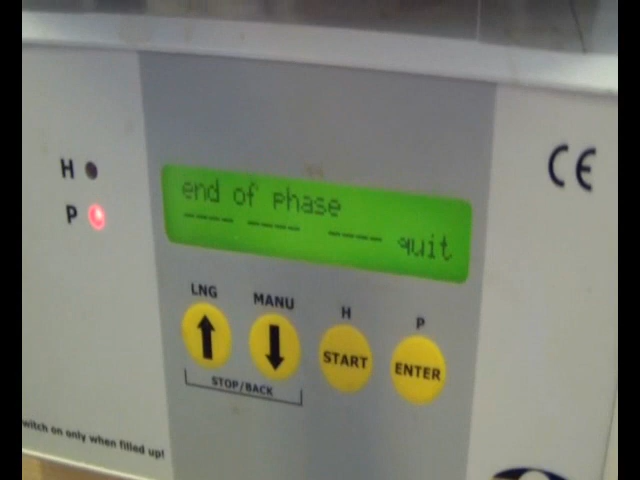 H
P
CE
end of phase
---- ---- ---- quit
LNG MANU H P
START ENTER
STOP/BACK
witch on only when filled up!